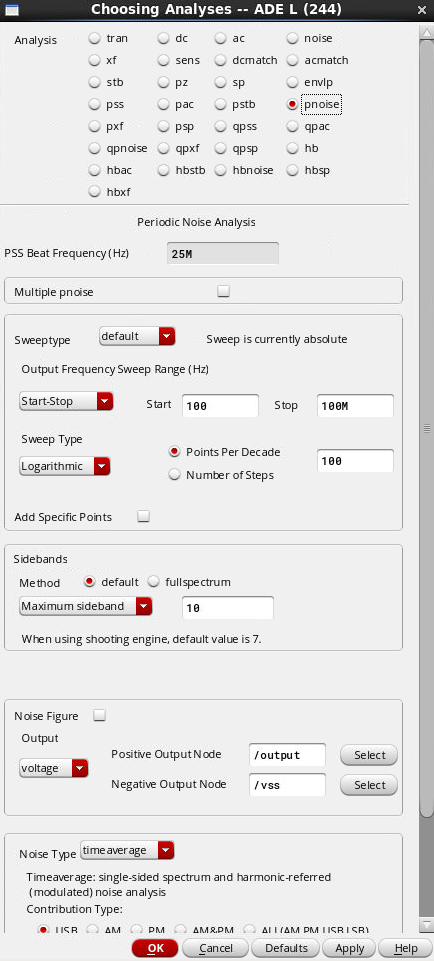 Choosing Analyses -- ADE L (244)
Analysis
tran dc ac noise
xf sens dcmatch acmatch
stb pz sp envlp
pss pac pstb pnoise
pxf psp qpss qpac
qpnoise qpxf qpsp hb
hbac hbstb hbnoise hbsp
hbxf
Periodic Noise Analysis
PSS Beat Frequency (Hz) 25M
Multiple pnoise
Sweeptype default Sweep is currently absolute
Output Frequency Sweep Range (Hz)
Start-Stop Start 100 Stop 100M
Sweep Type
Points Per Decade
Logarithmic 100
Number of Steps
Add Specific Points
Sidebands
Method default fullspectrum
Maximum sideband 10
When using shooting engine, default value is 7.
Noise Figure
Output
voltage
Positive Output Node /output Select
Negative Output Node /vss Select
Noise Type timeaverage
Timeaverage: single-sided spectrum and harmonic-referred
(modulated) noise analysis
Contribution Type:
USB AM PM AM&PM ALL(AM,PM,USB,LSB)
OK Cancel Defaults Apply Help